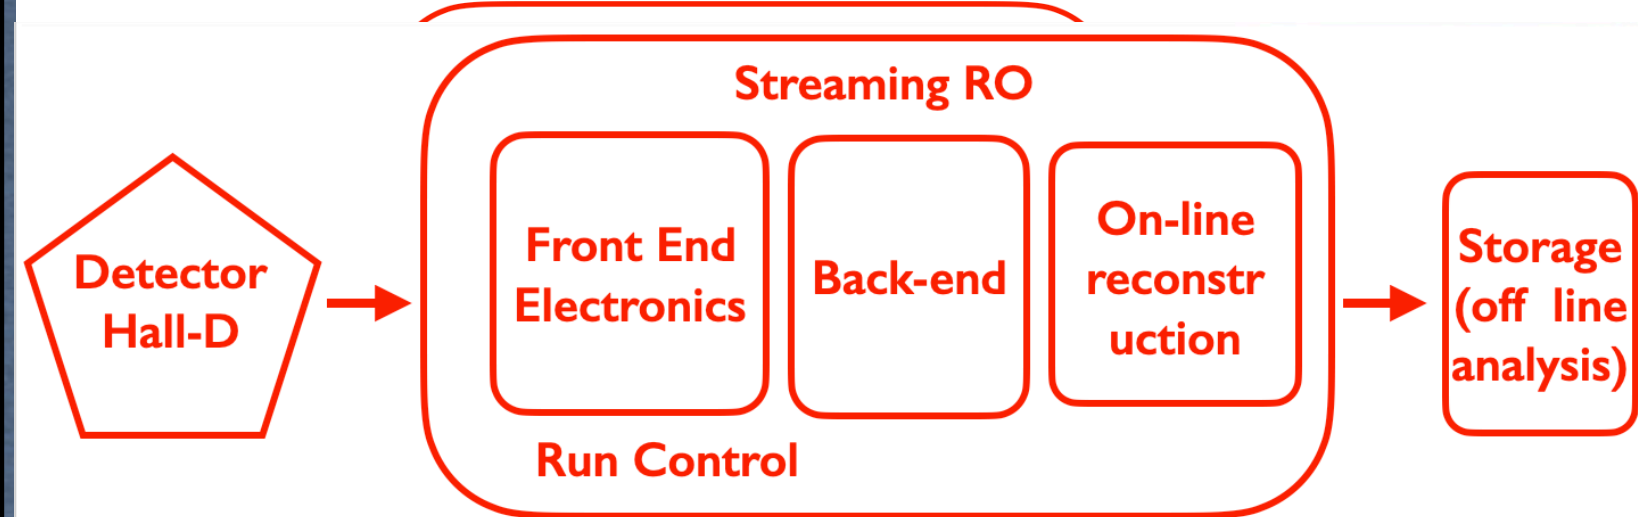 Streaming RO
Detector
Hall-D
Front End
Electronics
Back-end
On-line
reconstr
uction
Run Control
Storage
(off line
analysis)